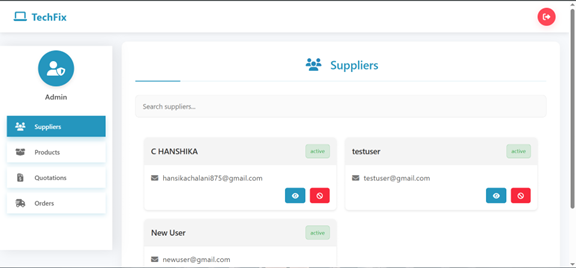 TechFix
Admin
Suppliers
Products
Quotations
Orders
Suppliers
Search suppliers...
C HANSHIKA
active
hansikachalani875@gmail.com
testuser
active
testuser@gmail.com
New User
active
newuser@gmail.com